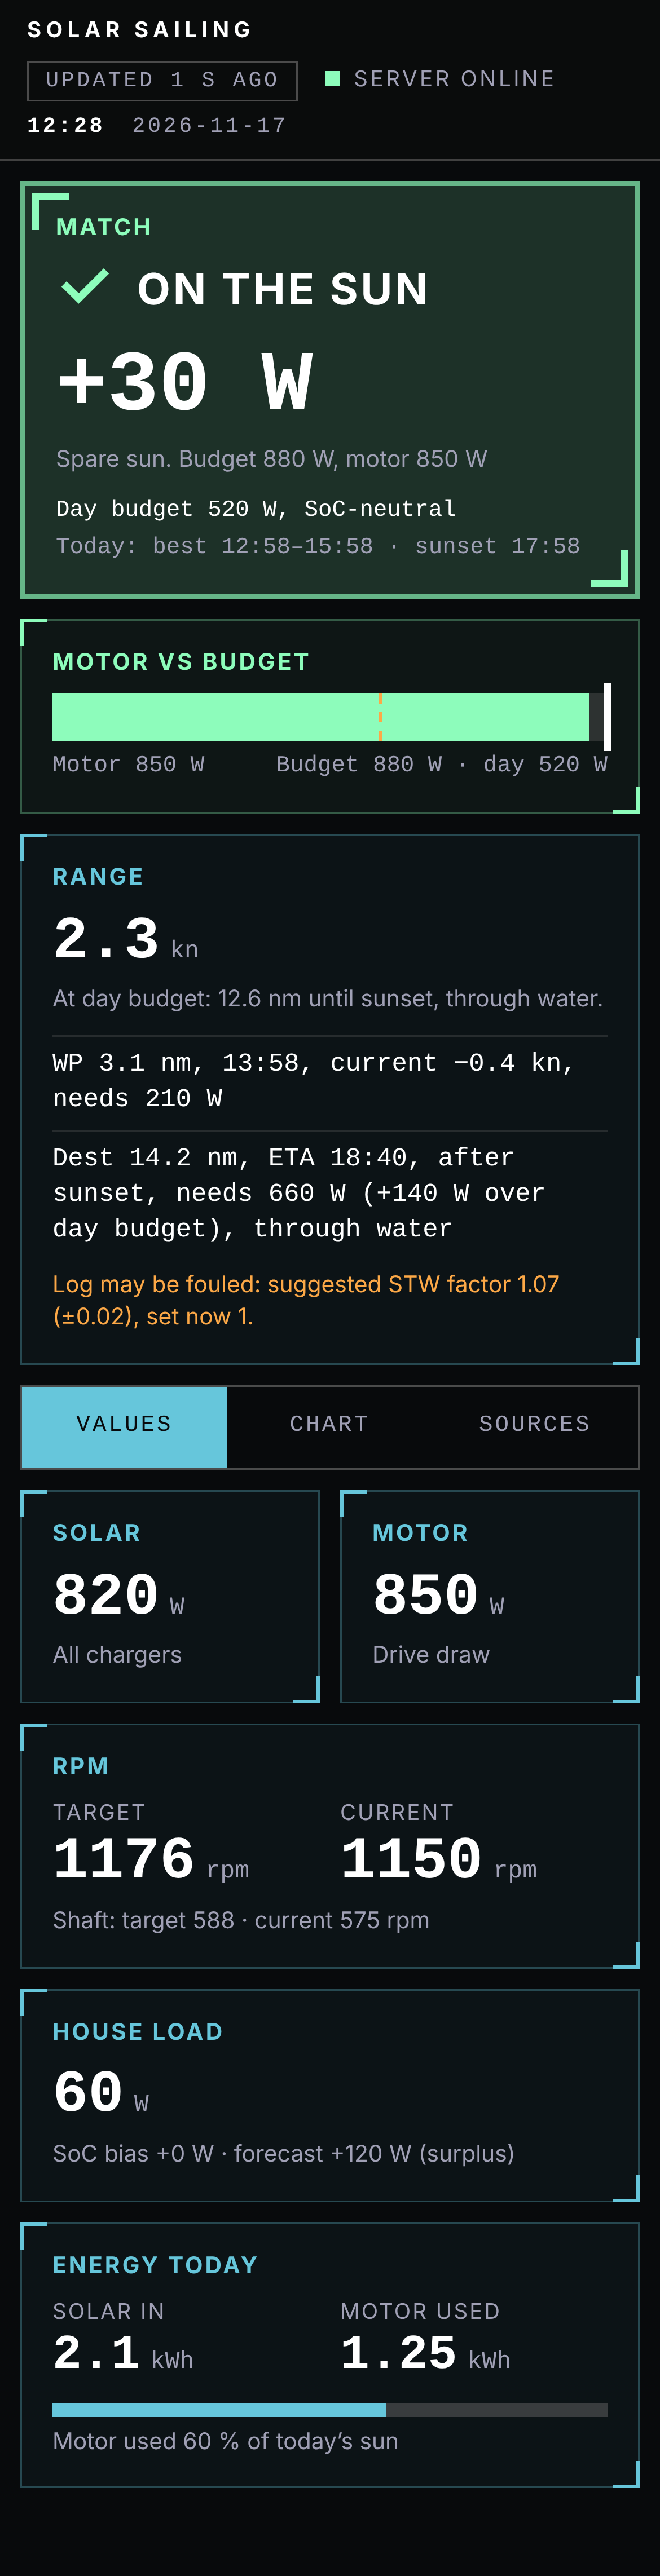 SOLAR SAILING
UPDATED 1 S AGO
SERVER ONLINE
12:28 2026-11-17
MATCH
ON THE SUN
+30 W
Spare sun. Budget 880 W, motor 850 W
Day budget 520 W, SoC-neutral
Today: best 12:58–15:58 · sunset 17:58
MOTOR VS BUDGET
Motor 850 W
Budget 880 W · day 520 W
RANGE
2.3 kn
At day budget: 12.6 nm until sunset, through water.
WP 3.1 nm, 13:58, current −0.4 kn,
needs 210 W
Dest 14.2 nm, ETA 18:40, after
sunset, needs 660 W (+140 W over
day budget), through water
Log may be fouled: suggested STW factor 1.07
(±0.02), set now 1.
VALUES
CHART
SOURCES
SOLAR
820 W
All chargers
MOTOR
850 W
Drive draw
RPM
TARGET
1176 rpm
CURRENT
1150 rpm
Shaft: target 588 · current 575 rpm
HOUSE LOAD
60 W
SoC bias +0 W · forecast +120 W (surplus)
ENERGY TODAY
SOLAR IN
2.1 kWh
MOTOR USED
1.25 kWh
Motor used 60 % of today’s sun